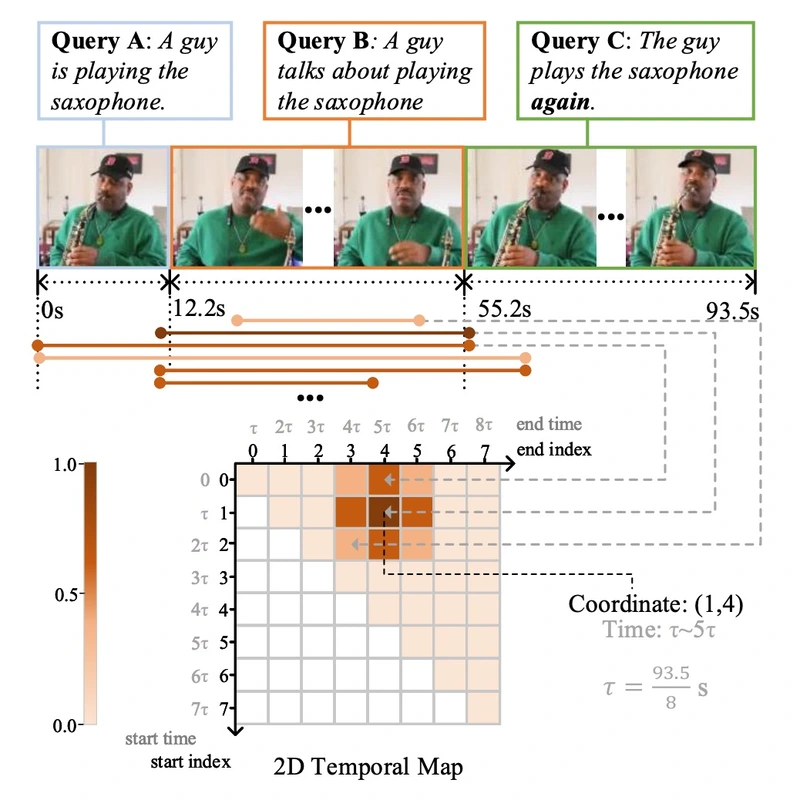 Query A: A guy
is playing the
saxophone.
Query B: A guy
talks about playing
the saxophone
Query C: The guy
plays the saxophone
again.
•••
•••
0s
12.2s
55.2s
93.5s
•••
τ 2τ 3τ 4τ 5τ 6τ 7τ 8τ end time
0 1 2 3 4 5 6 7 end index
1.0
0.5
0.0
0 0
τ 1
2τ 2
3τ 3
4τ 4
5τ 5
6τ 6
7τ 7
start time
start index
Coordinate: (1,4)
Time: τ~5τ
τ = 93.5/8 s
2D Temporal Map